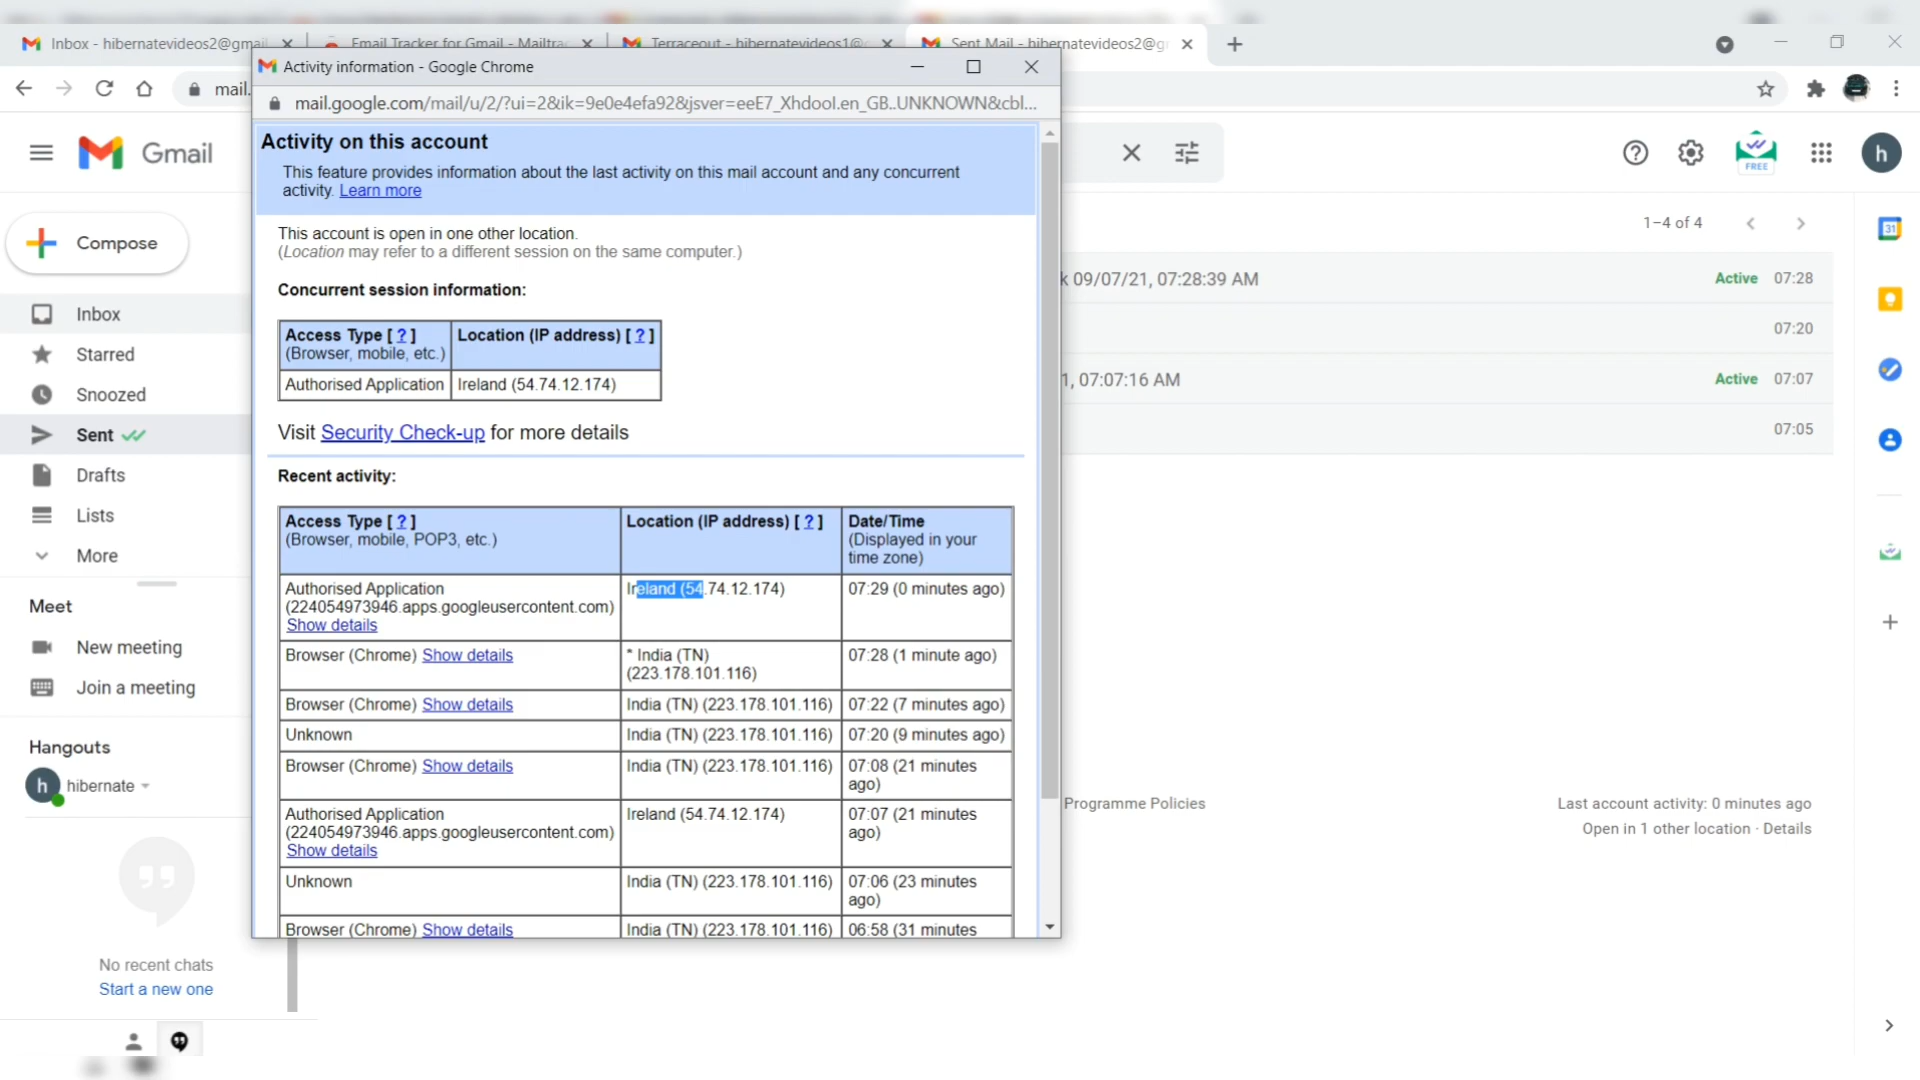 Inbox - hibernatevideos2@gmail
Email Tracker for Gmail - Mailtrac
Terraceout - hibernatevideos1@
Sent Mail - hibernatevideos2@gr
Activity information - Google Chrome
mail.
mail.google.com/mail/u/2/?ui=2&ik=9e0e4efa92&jsver=eeE7_Xhdool.en_GB..UNKNOWN&cbl...
Gmail
FREE
h
Activity on this account
This feature provides information about the last activity on this mail account and any concurrent
activity. Learn more
Compose
1–4 of 4
31
This account is open in one other location.
(Location may refer to a different session on the same computer.)
k 09/07/21, 07:28:39 AM
Active 07:28
Concurrent session information:
Inbox
07:20
Access Type [ ? ]
(Browser, mobile, etc.)
Location (IP address) [ ? ]
Starred
1, 07:07:16 AM
Active 07:07
Authorised Application
Ireland (54.74.12.174)
Snoozed
07:05
Visit Security Check-up for more details
Sent
Drafts
Recent activity:
Lists
Access Type [ ? ]
(Browser, mobile, POP3, etc.)
Location (IP address) [ ? ]
Date/Time
(Displayed in your
time zone)
More
Authorised Application
(224054973946.apps.googleusercontent.com)
Show details
Ireland (54.74.12.174)
07:29 (0 minutes ago)
Meet
New meeting
Join a meeting
Browser (Chrome) Show details
* India (TN)
(223.178.101.116)
07:28 (1 minute ago)
Browser (Chrome) Show details
India (TN) (223.178.101.116)
07:22 (7 minutes ago)
Unknown
India (TN) (223.178.101.116)
07:20 (9 minutes ago)
Hangouts
h
hibernate
Browser (Chrome) Show details
India (TN) (223.178.101.116)
07:08 (21 minutes
ago)
Authorised Application
(224054973946.apps.googleusercontent.com)
Show details
Ireland (54.74.12.174)
07:07 (21 minutes
ago)
Programme Policies
Last account activity: 0 minutes ago
Open in 1 other location · Details
Unknown
India (TN) (223.178.101.116)
07:06 (23 minutes
ago)
Browser (Chrome) Show details
India (TN) (223.178.101.116)
06:58 (31 minutes
No recent chats
Start a new one